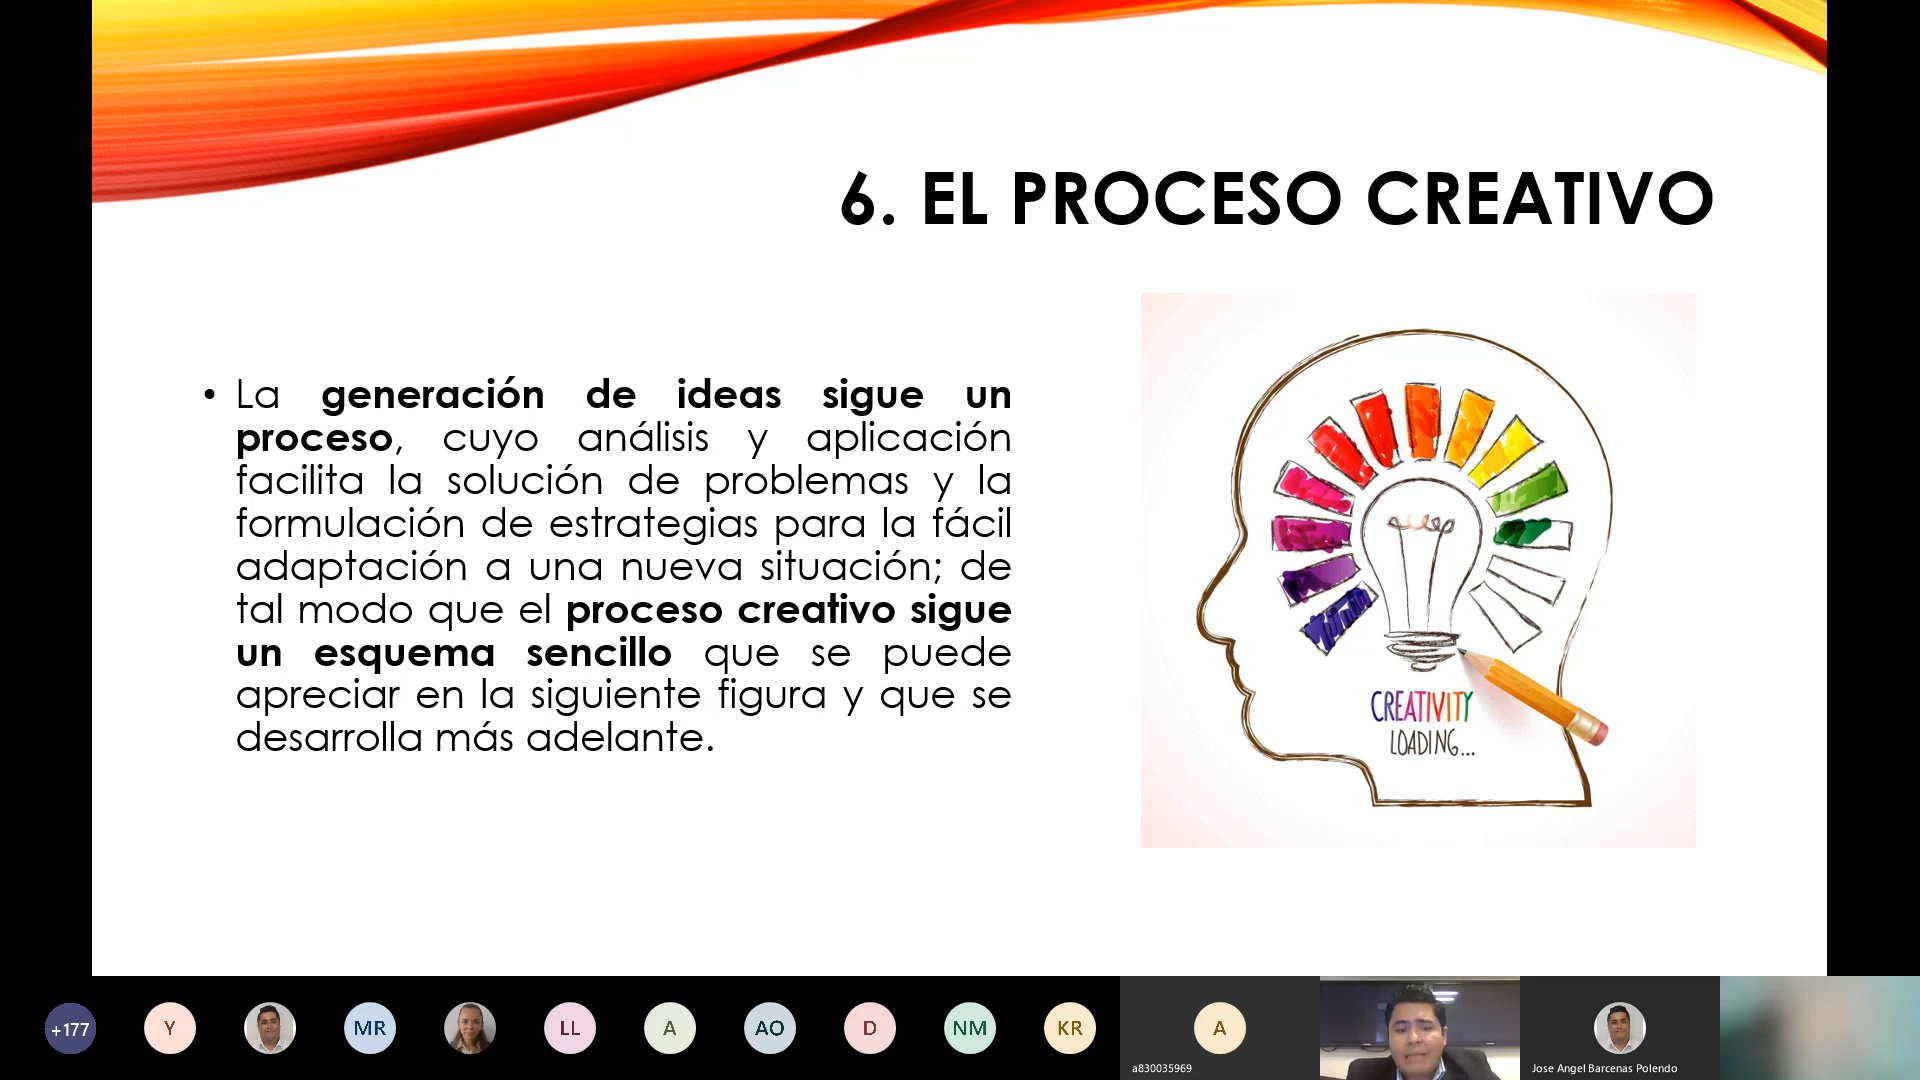 6. EL PROCESO CREATIVO
• La generación de ideas sigue un
proceso, cuyo análisis y aplicación
facilita la solución de problemas y la
formulación de estrategias para la fácil
adaptación a una nueva situación; de
tal modo que el proceso creativo sigue
un esquema sencillo que se puede
apreciar en la siguiente figura y que se
desarrolla más adelante.
CREATIVITY
LOADING...
+177
Y
MR
LL
A
AO
D
NM
KR
A
a830035969
Jose Angel Barcenas Polendo